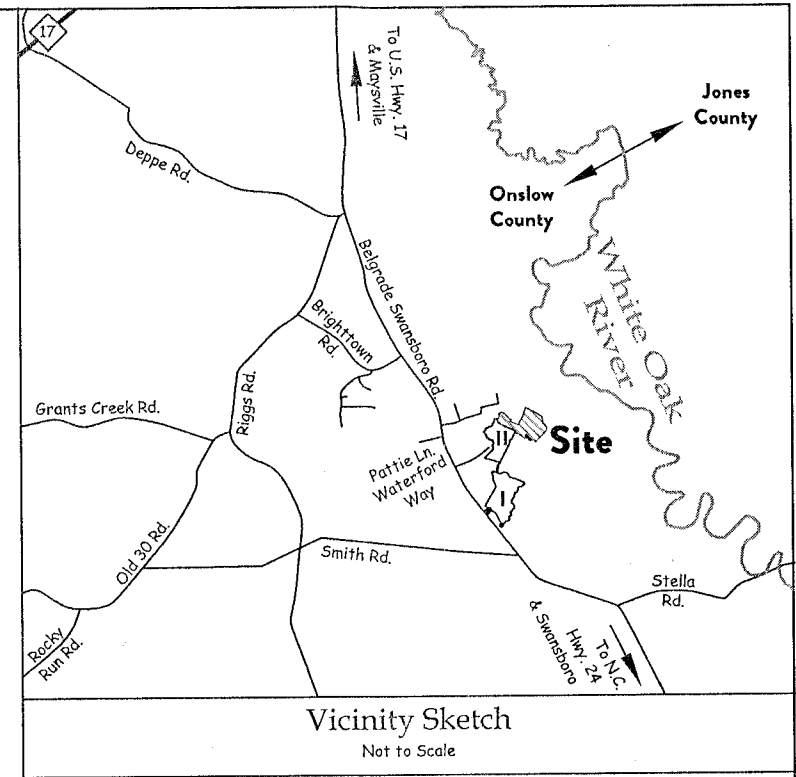 17
To U.S. Hwy. 17
& Maysville
Jones
County
Onslow
County
Deppe Rd.
White Oak
River
Belgrade Swansboro Rd.
Brighttown
Rd.
Riggs Rd.
Grants Creek Rd.
II
Site
Pattie Ln.
Waterford
Way
I
Old 30 Rd.
Smith Rd.
Stella
Rd.
Rocky
Run Rd.
To N.C.
Hwy. 24
& Swansboro
Vicinity Sketch
Not to Scale